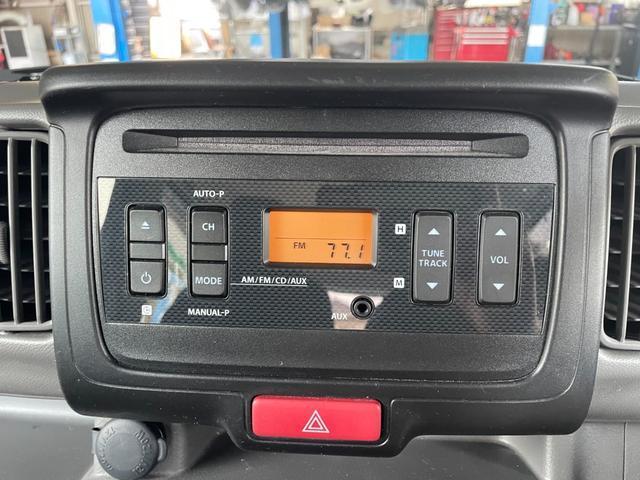 AUTO-P
CH
MODE
MANUAL-P
AM/FM/CD/AUX
FM 77.1
AUX
H
M
TUNE
TRACK
VOL